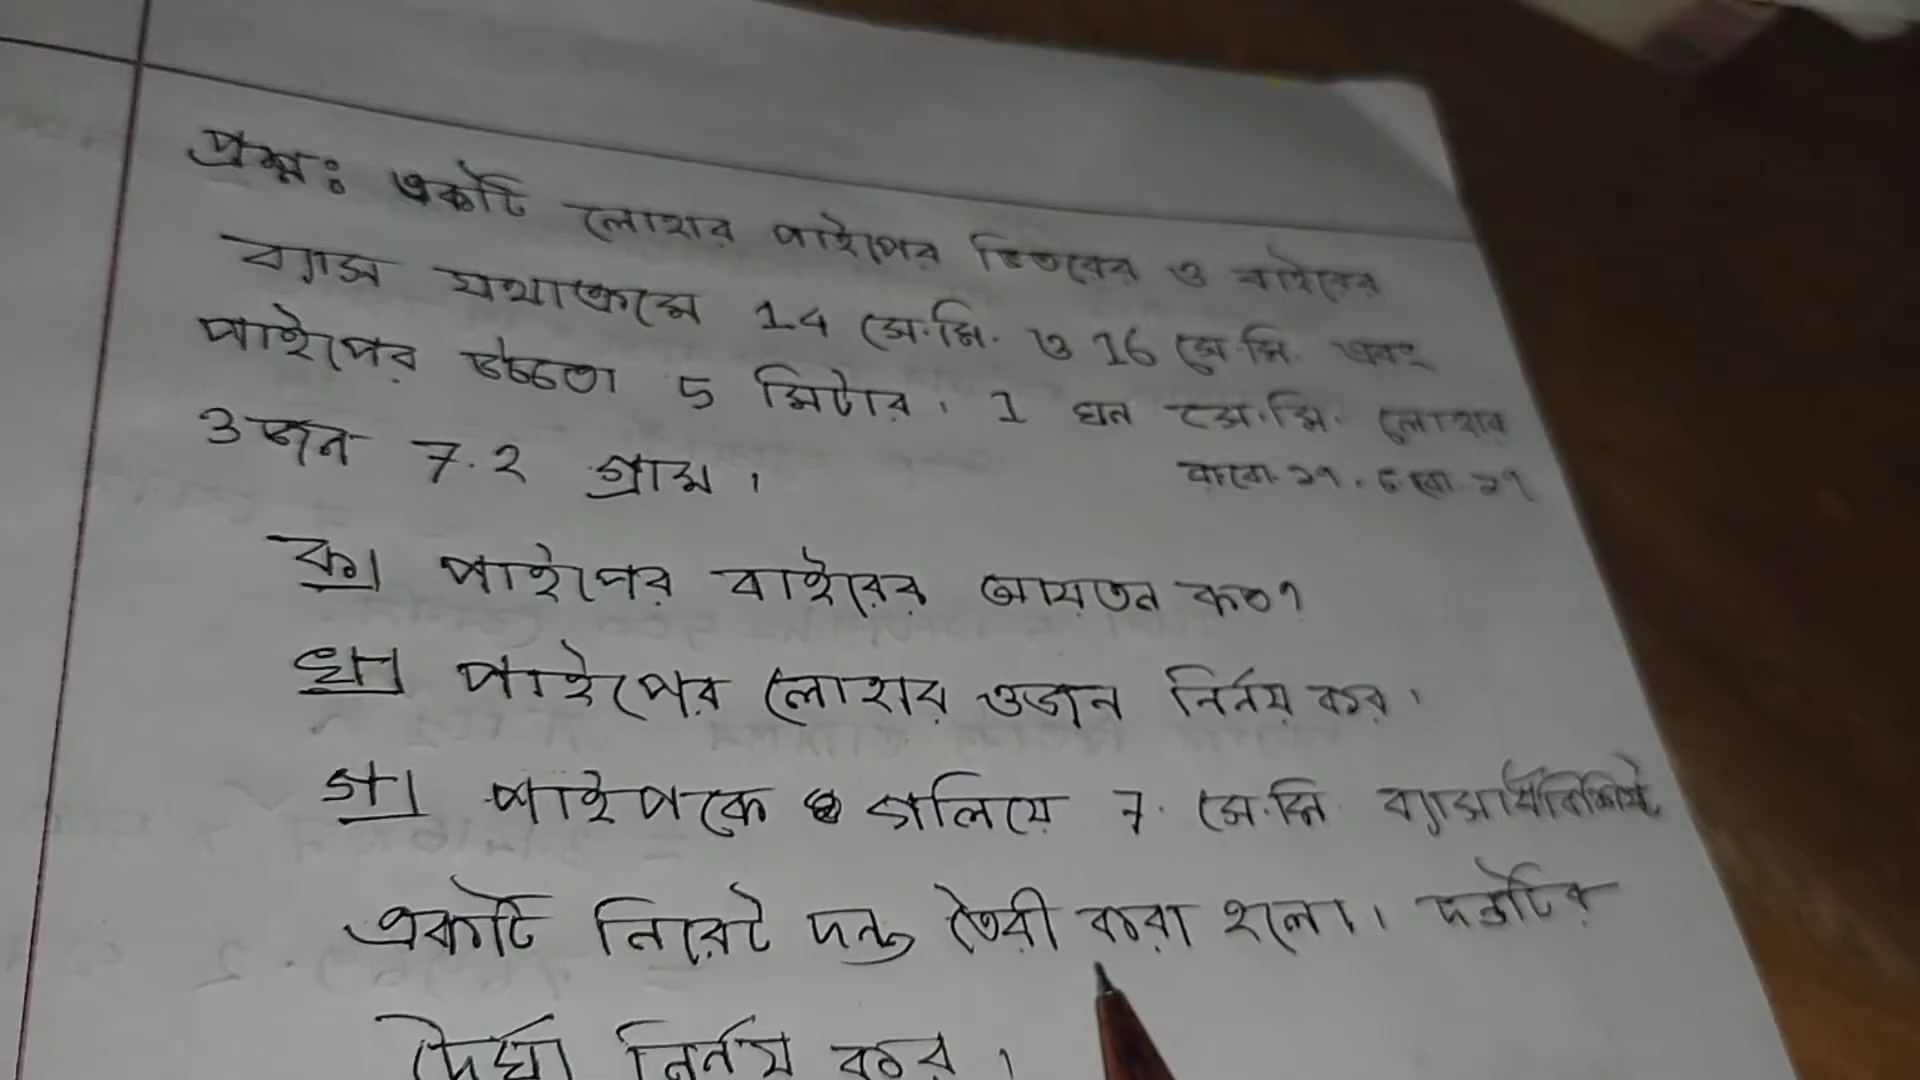 প্রশ্ন: একটি লোহার পাইপের ভিতরের ও বাইরের
ব্যাস যথাক্রমে 14 সে.মি. ও 16 সে.মি. এবং
পাইপের উচ্চতা 5 মিটার। 1 ঘন সে.মি. লোহার
ওজন 7.2 গ্রাম।
ক। পাইপের বাইরের আয়তন কত?
খ। পাইপের লোহার ওজন নির্নয় কর।
গ। পাইপকে গলিয়ে 7. সে.মি ব্যাসার্ধবিশিষ্ট
একটি নিরেট দন্ড তৈরী করা হলো। দন্ডটির
দৈর্ঘ্য নির্নয় কর।